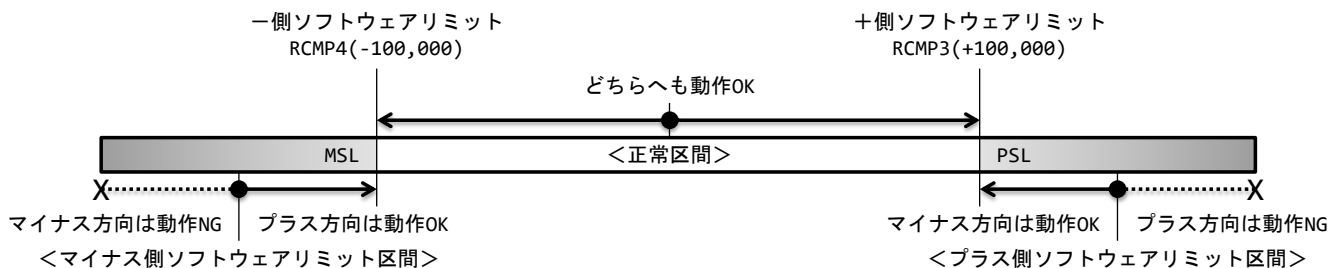 －側ソフトウェアリミット
RCMP4(-100,000)
＋側ソフトウェアリミット
RCMP3(+100,000)
どちらへも動作OK
MSL
＜正常区間＞
PSL
X
X
マイナス方向は動作NG
プラス方向は動作OK
マイナス方向は動作OK
プラス方向は動作NG
＜マイナス側ソフトウェアリミット区間＞
＜プラス側ソフトウェアリミット区間＞